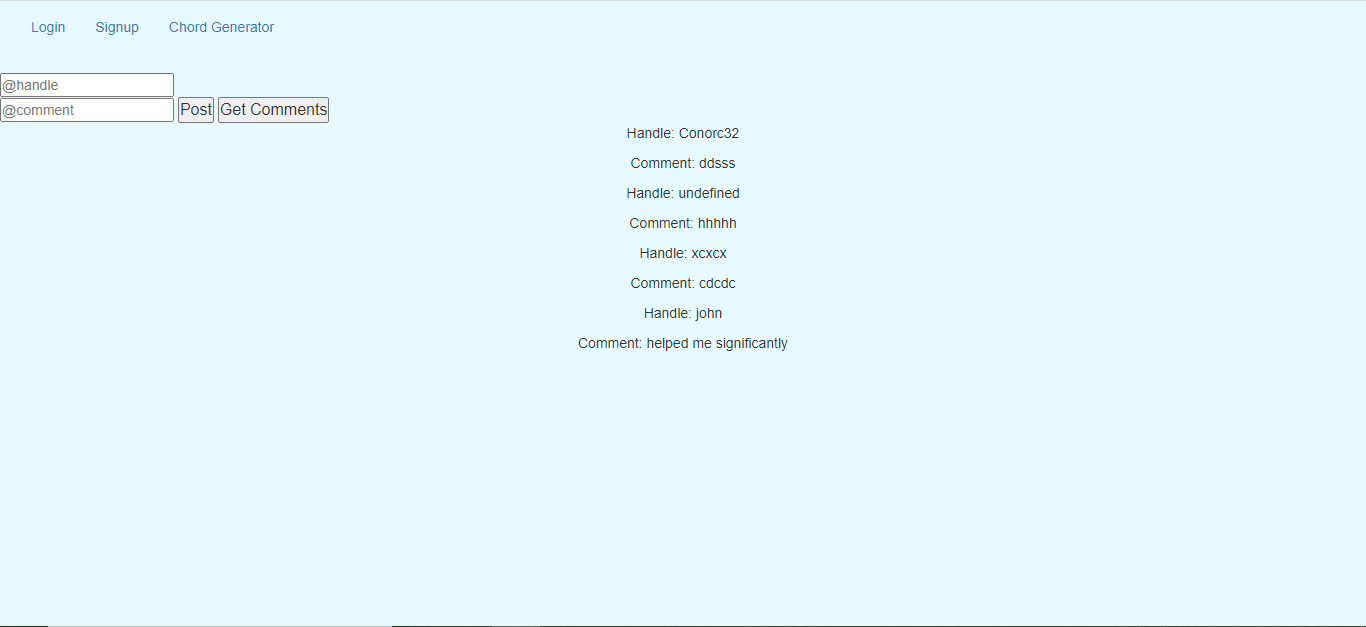 Login Signup Chord Generator
@handle
@comment Post Get Comments
Handle: Conorc32
Comment: ddsss
Handle: undefined
Comment: hhhhh
Handle: xcxcx
Comment: cdcdc
Handle: john
Comment: helped me significantly